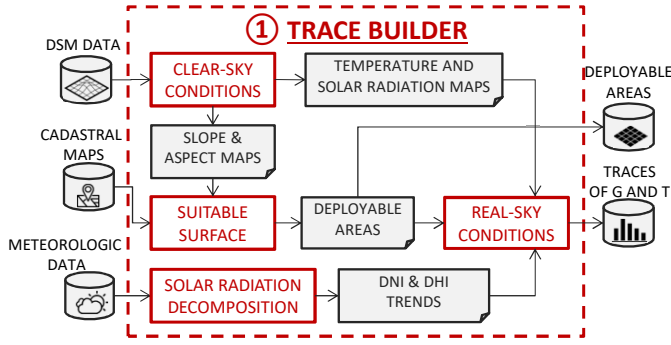 ① TRACE BUILDER
DSM DATA
CLEAR-SKY
CONDITIONS
TEMPERATURE AND
SOLAR RADIATION MAPS
DEPLOYABLE
AREAS
CADASTRAL
MAPS
SLOPE &
ASPECT MAPS
TRACES
OF G AND T
SUITABLE
SURFACE
DEPLOYABLE
AREAS
REAL-SKY
CONDITIONS
METEOROLOGIC
DATA
SOLAR RADIATION
DECOMPOSITION
DNI & DHI
TRENDS